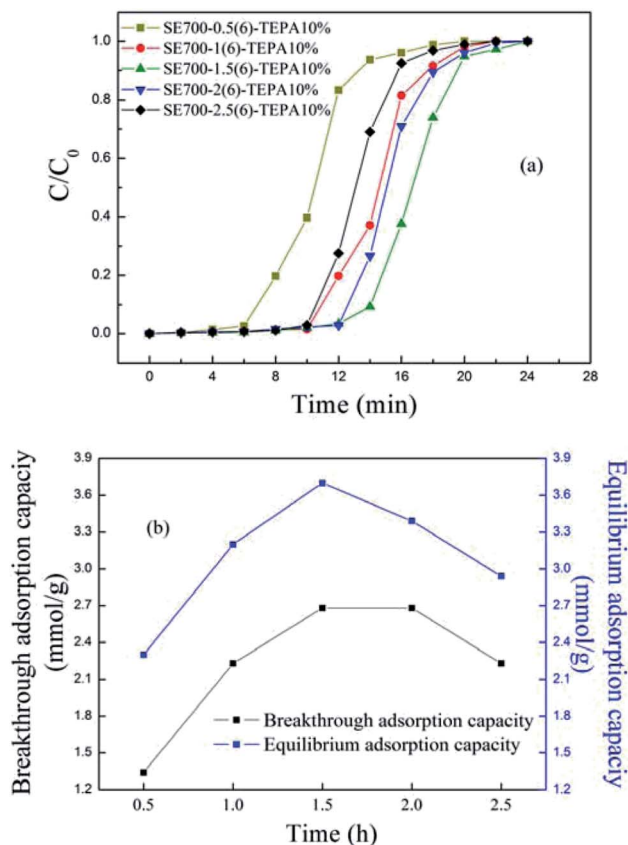 SE700-0.5(6)-TEPA10%
SE700-1(6)-TEPA10%
SE700-1.5(6)-TEPA10%
SE700-2(6)-TEPA10%
SE700-2.5(6)-TEPA10%
(a)
C/C0
1.0
0.8
0.6
0.4
0.2
0.0
0 4 8 12 16 20 24 28
Time (min)
(b)
Breakthrough adsorption capaciy
(mmol/g)
3.9
3.6
3.3
3.0
2.7
2.4
2.1
1.8
1.5
1.2
Breakthrough adsorption capacity
Equilibrium adsorption capacity
3.9
3.6
3.3
3.0
2.7
2.4
2.1
1.8
1.5
1.2
Equilibrium adsorption capaciy
(mmol/g)
0.5 1.0 1.5 2.0 2.5
Time (h)